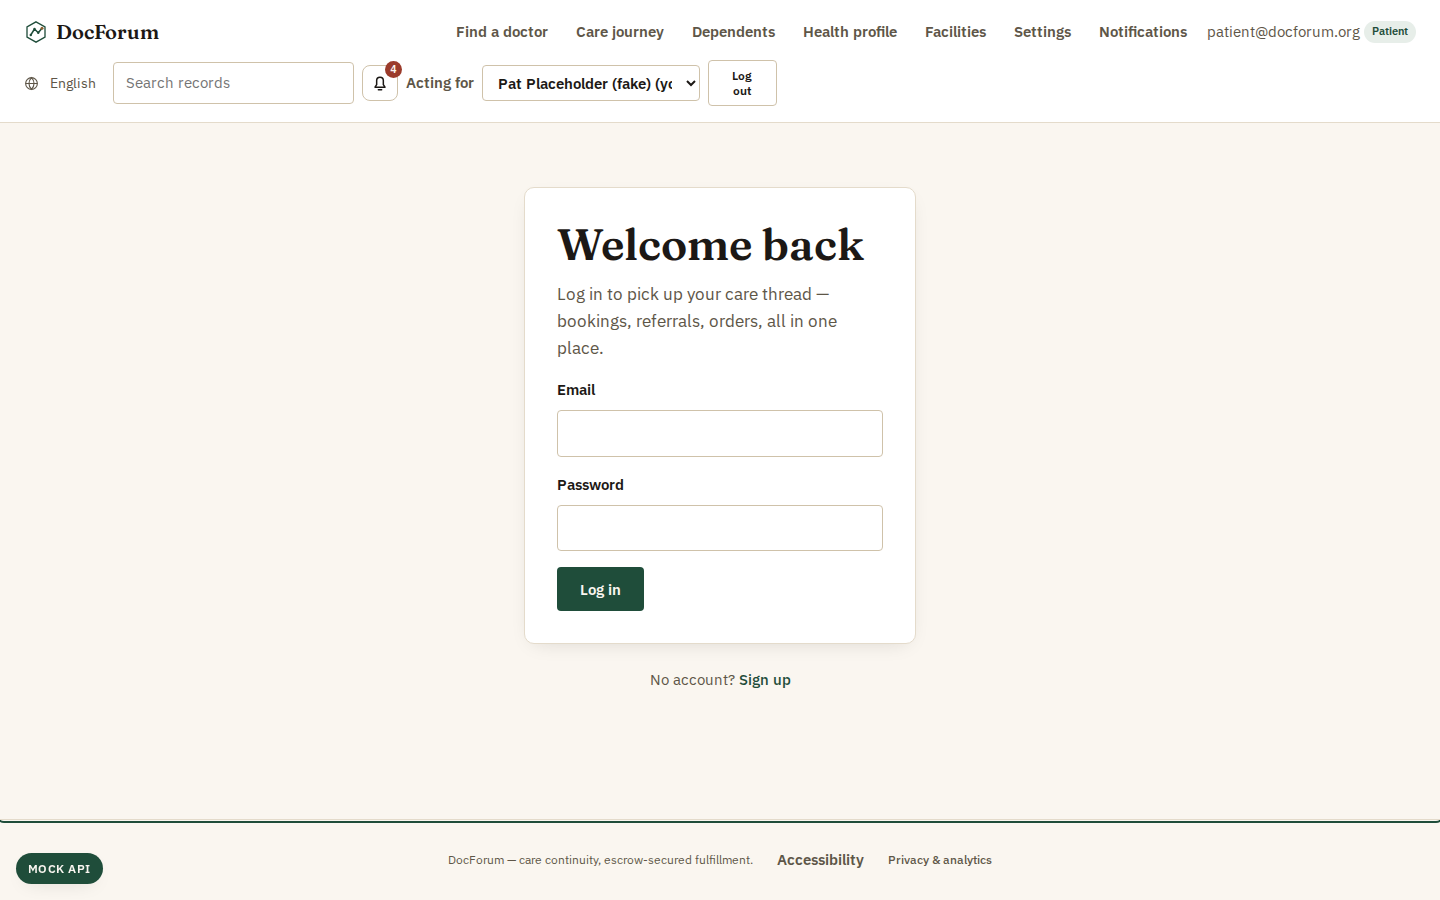 DocForum
Find a doctor Care journey Dependents Health profile Facilities Settings Notifications patient@docforum.org Patient
English Search records 4 Acting for Pat Placeholder (fake) (yo Log out
Welcome back
Log in to pick up your care thread —
bookings, referrals, orders, all in one
place.
Email
Password
Log in
No account? Sign up
DocForum — care continuity, escrow-secured fulfillment. Accessibility Privacy & analytics
MOCK API